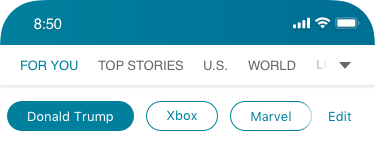 8:50
FOR YOU TOP STORIES U.S. WORLD
Donald Trump Xbox Marvel Edit